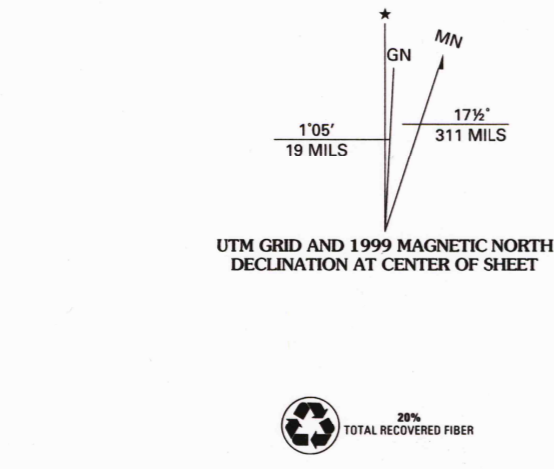 ★
MN
GN
17½°
311 MILS
1°05′
19 MILS
UTM GRID AND 1999 MAGNETIC NORTH
DECLINATION AT CENTER OF SHEET
20%
TOTAL RECOVERED FIBER